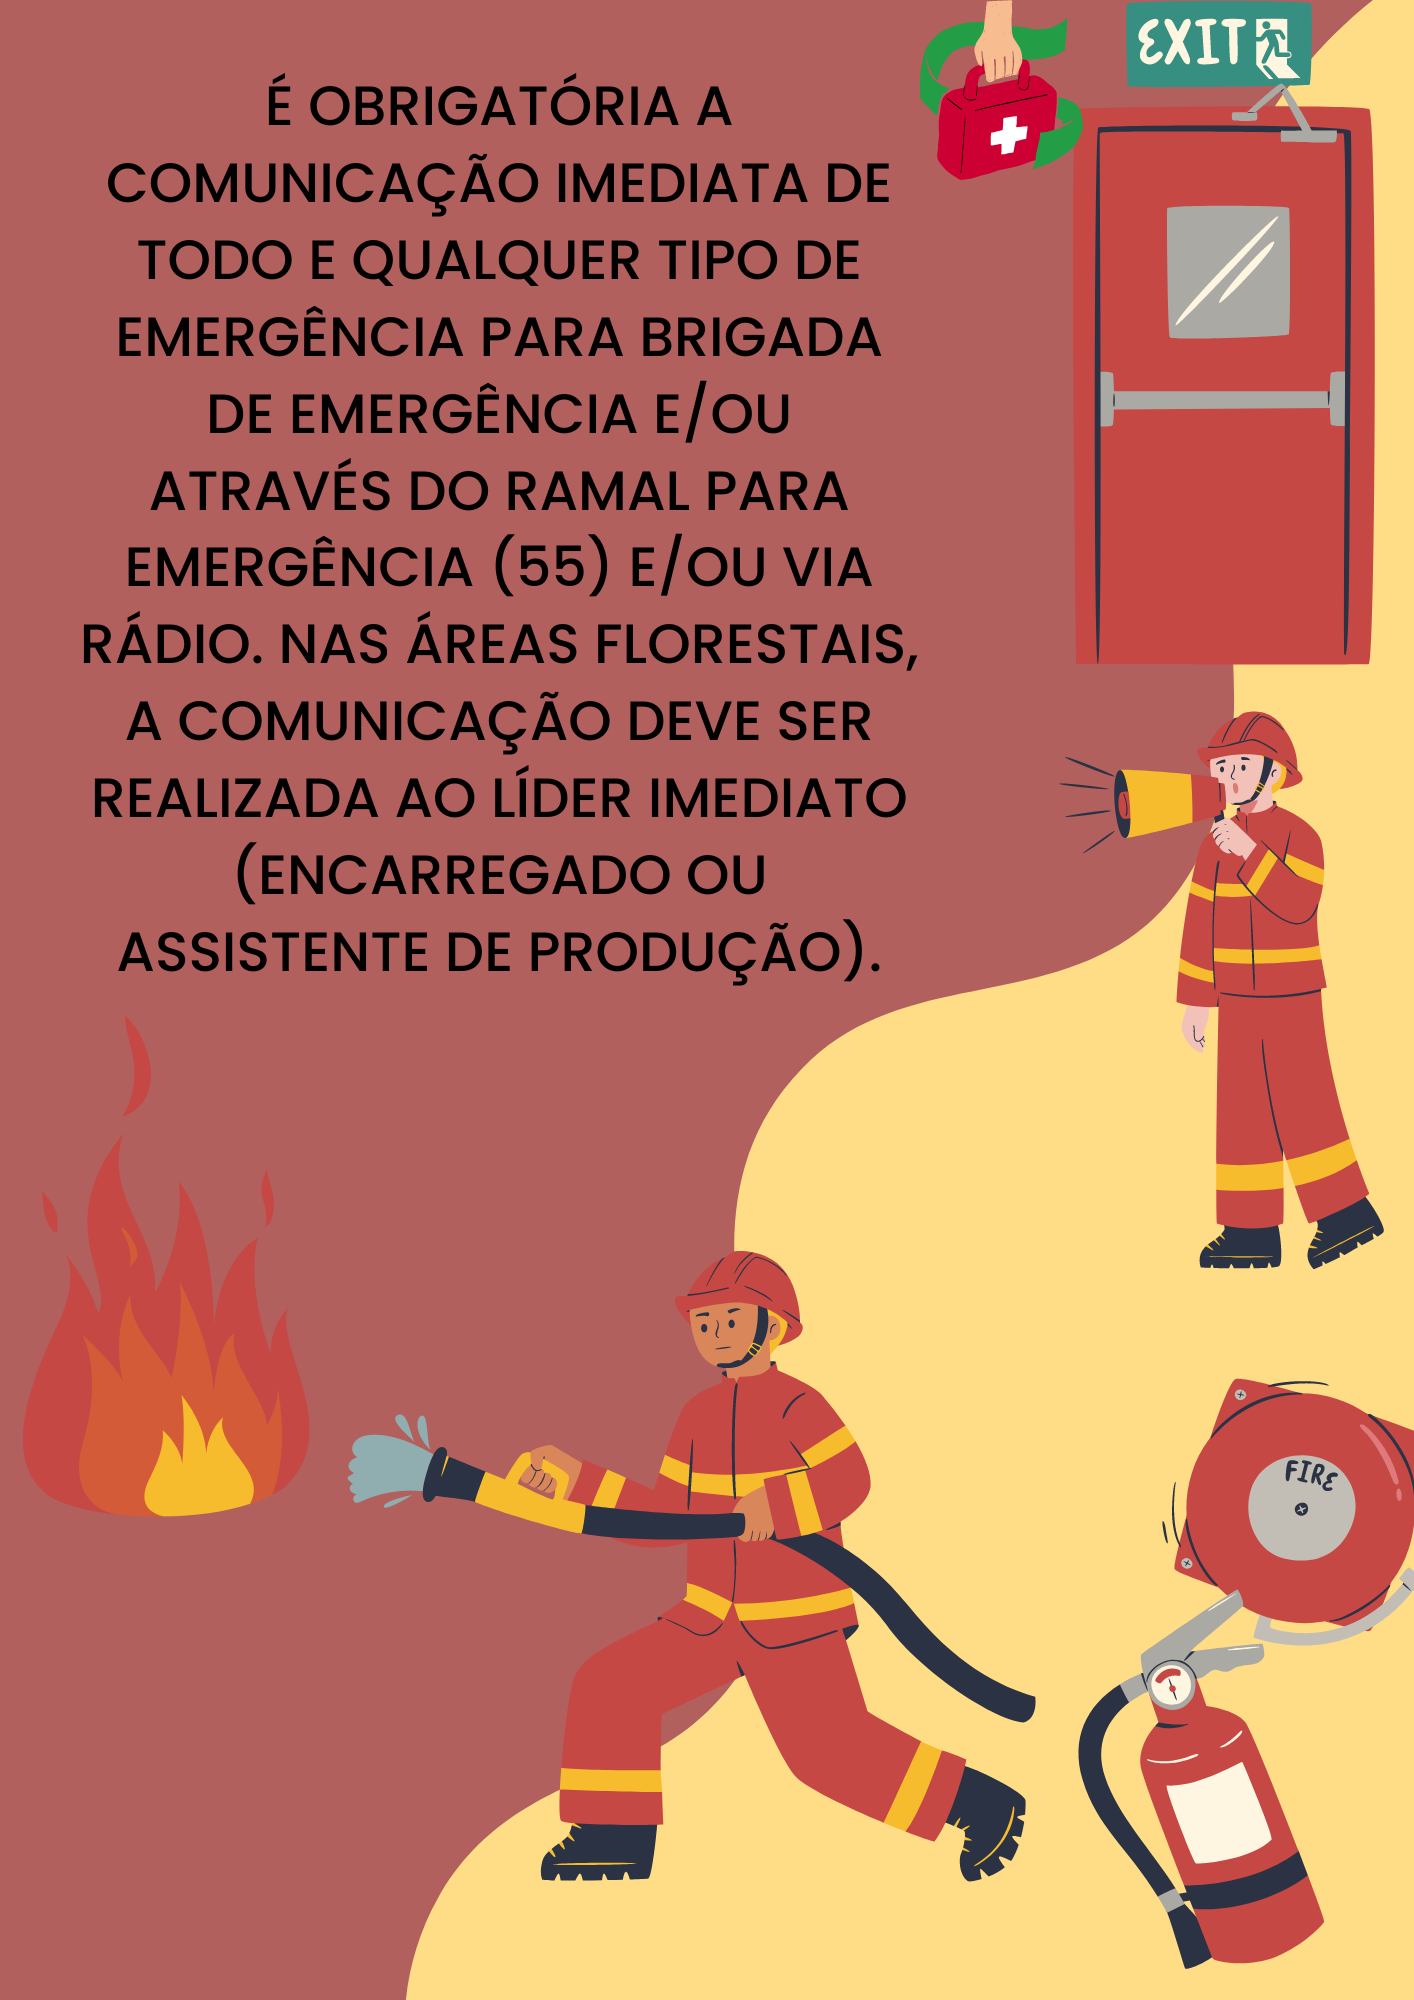 EXIT
É OBRIGATÓRIA A
COMUNICAÇÃO IMEDIATA DE
TODO E QUALQUER TIPO DE
EMERGÊNCIA PARA BRIGADA
DE EMERGÊNCIA E/OU
ATRAVÉS DO RAMAL PARA
EMERGÊNCIA (55) E/OU VIA
RÁDIO. NAS ÁREAS FLORESTAIS,
A COMUNICAÇÃO DEVE SER
REALIZADA AO LÍDER IMEDIATO
(ENCARREGADO OU
ASSISTENTE DE PRODUÇÃO).
FIRE